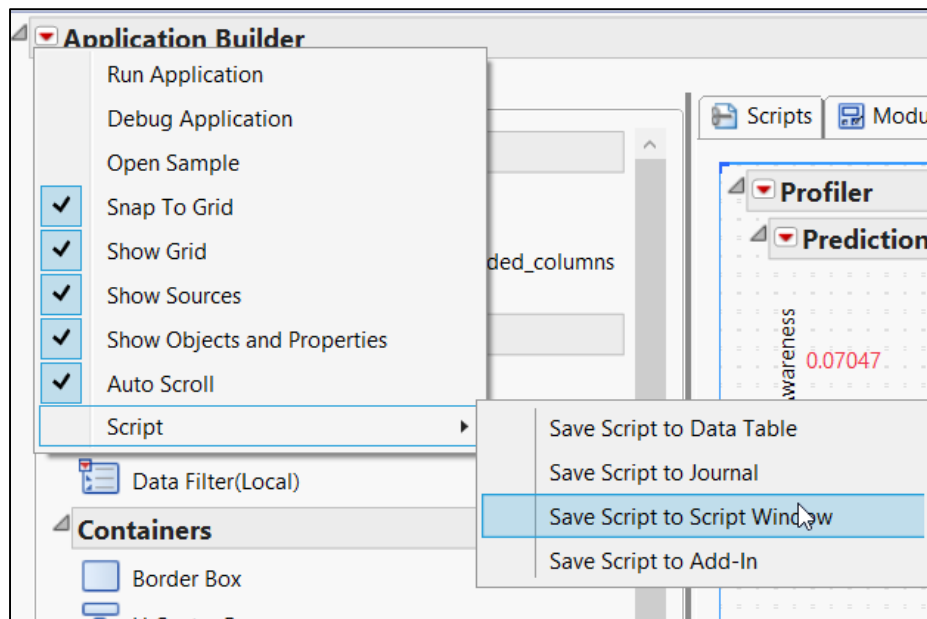 Application Builder
Run Application
Debug Application
Open Sample
Snap To Grid
Show Grid
Show Sources
Show Objects and Properties
Auto Scroll
Script
Save Script to Data Table
Save Script to Journal
Save Script to Script Window
Save Script to Add-In
ded_columns
Data Filter(Local)
Containers
Border Box
Scripts
Modu
Profiler
Prediction
Awareness
0.07047